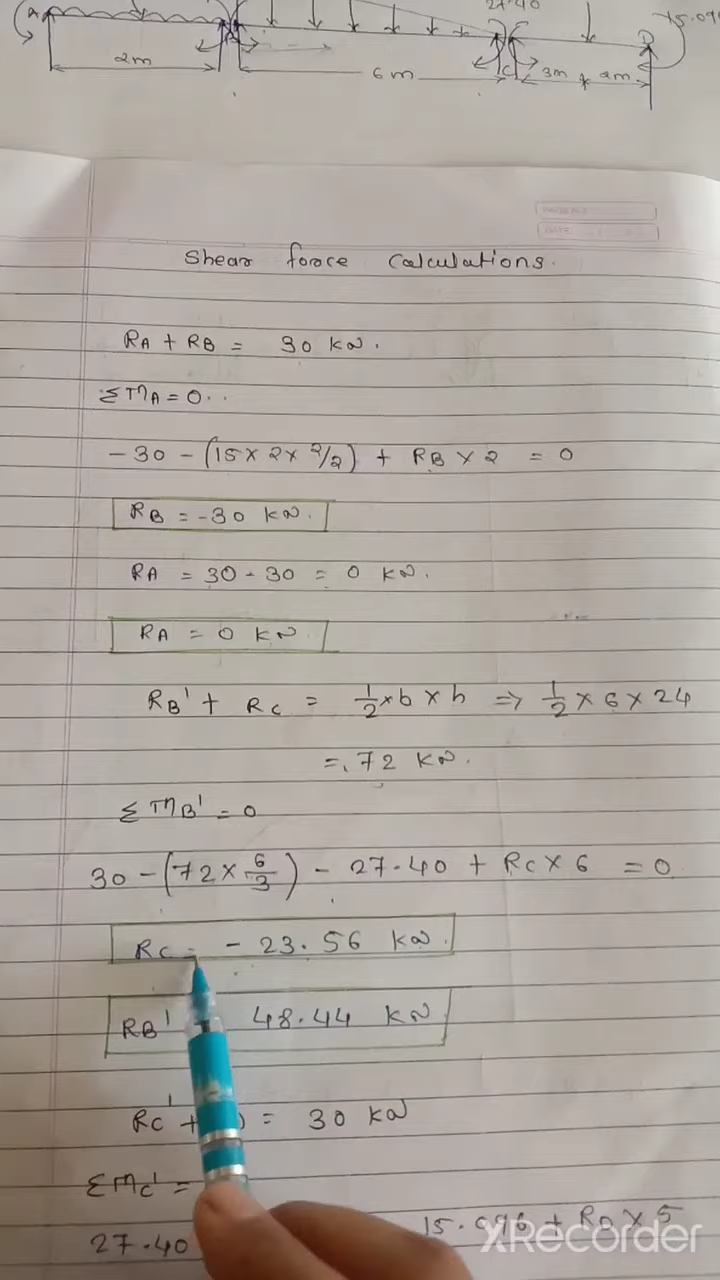 A 27.40 15.09
2m 6m C 3m 2m
Shear force Calculations.
RA + RB = 30 KN.
ΣMA = 0..
-30 - (15 × 2 × 2/2) + RB × 2 = 0
RB = -30 KN.
RA = 30 - 30 = 0 KN.
RA = 0 KN.
RB' + RC = 1/2 × b × h ⇒ 1/2 × 6 × 24
= 72 KN.
ΣMB' = 0
30 - (72 × 6/3) - 27.40 + RC × 6 = 0
RC = - 23.56 KN.
RB' 48.44 KN
RC' + = 30 KN
ΣMC' =
27.40 15.096 + RD × 5
XRecorder